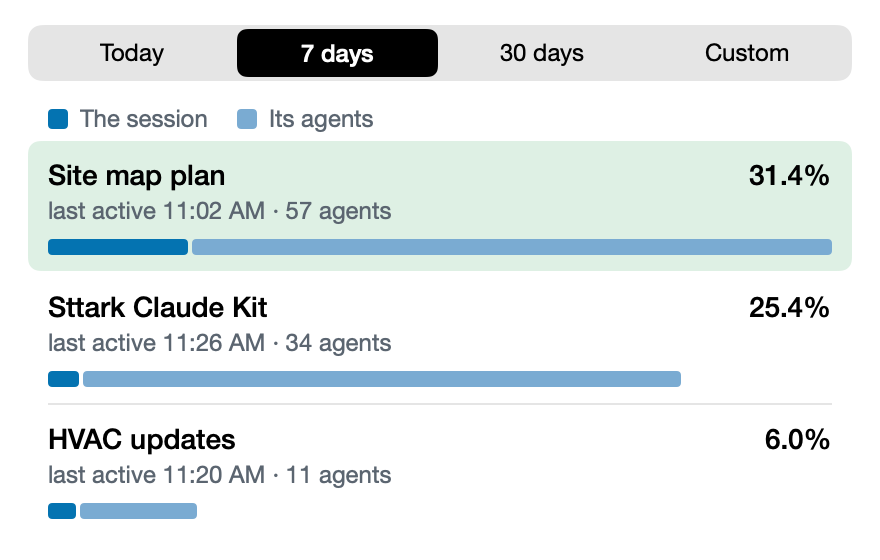 Today 7 days 30 days Custom
The session Its agents
Site map plan 31.4%
last active 11:02 AM · 57 agents
Sttark Claude Kit 25.4%
last active 11:26 AM · 34 agents
HVAC updates 6.0%
last active 11:20 AM · 11 agents